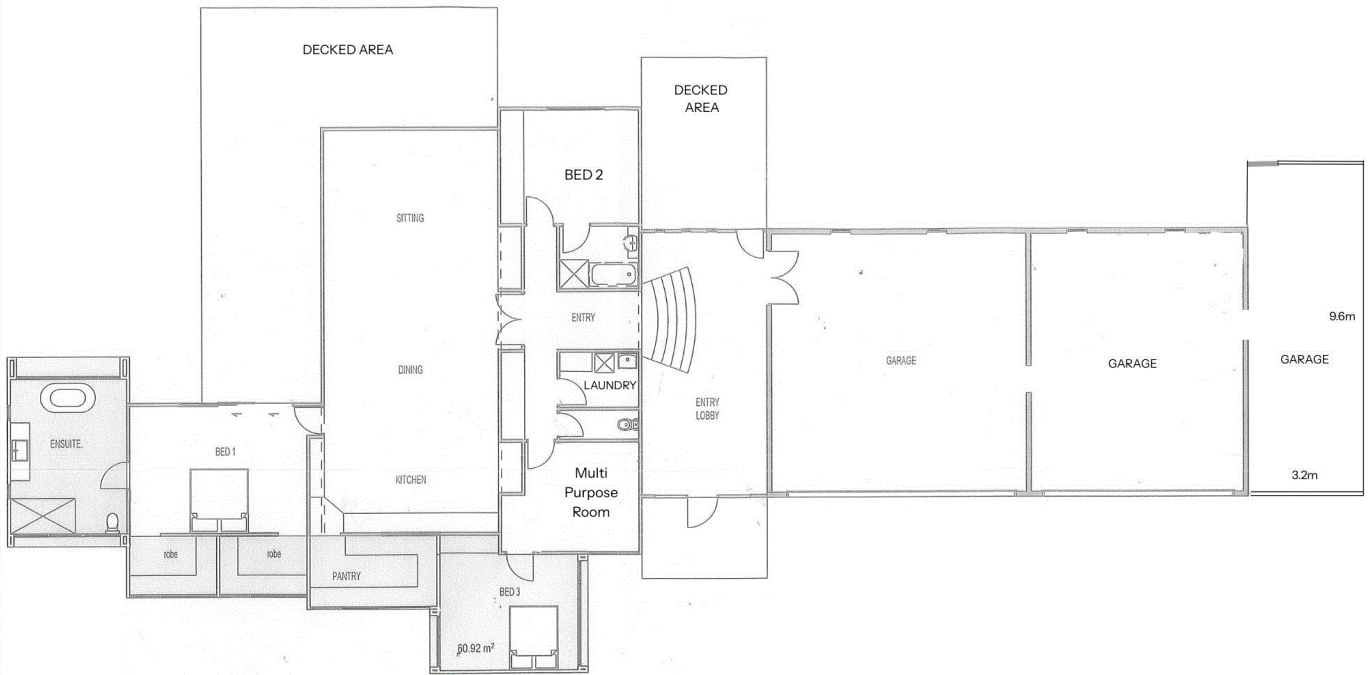 DECKED AREA
DECKED
AREA
BED 2
SITTING
ENTRY
9.6m
GARAGE
GARAGE
GARAGE
DINING
LAUNDRY
ENTRY
LOBBY
ENSUITE.
BED 1
KITCHEN
Multi
Purpose
Room
3.2m
robe
robe
PANTRY
BED 3
60.92 m²